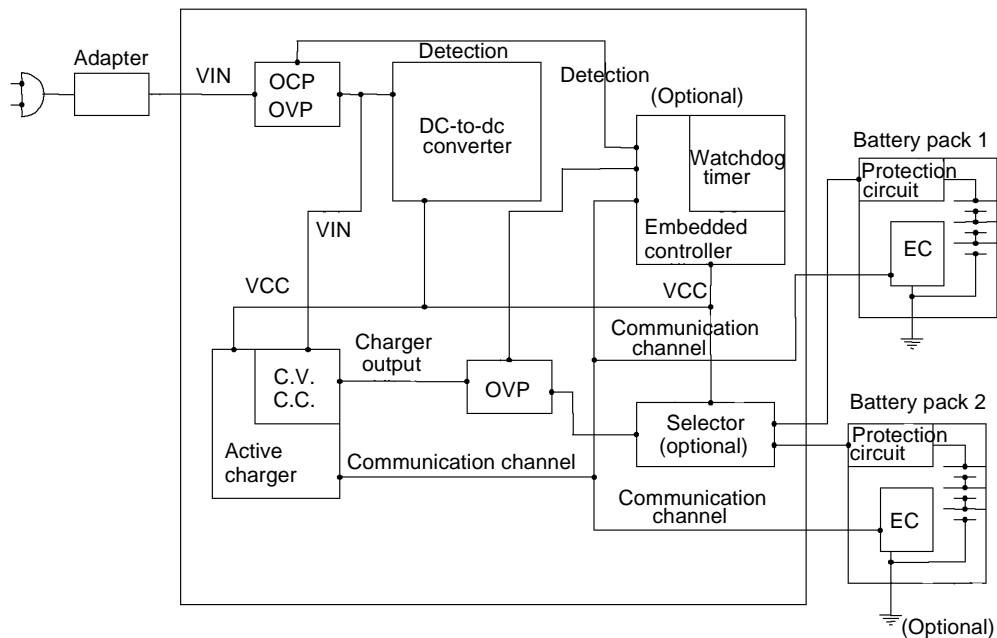 Adapter
VIN
OCP
OVP
Detection
DC-to-dc
converter
Detection
(Optional)
Watchdog
timer
Embedded
controller
Battery pack 1
Protection
circuit
EC
VIN
VCC
VCC
Communication
channel
Charger
output
C.V.
C.C.
OVP
Active
charger
Selector
(optional)
Communication channel
Communication
channel
Battery pack 2
Protection
circuit
EC
(Optional)